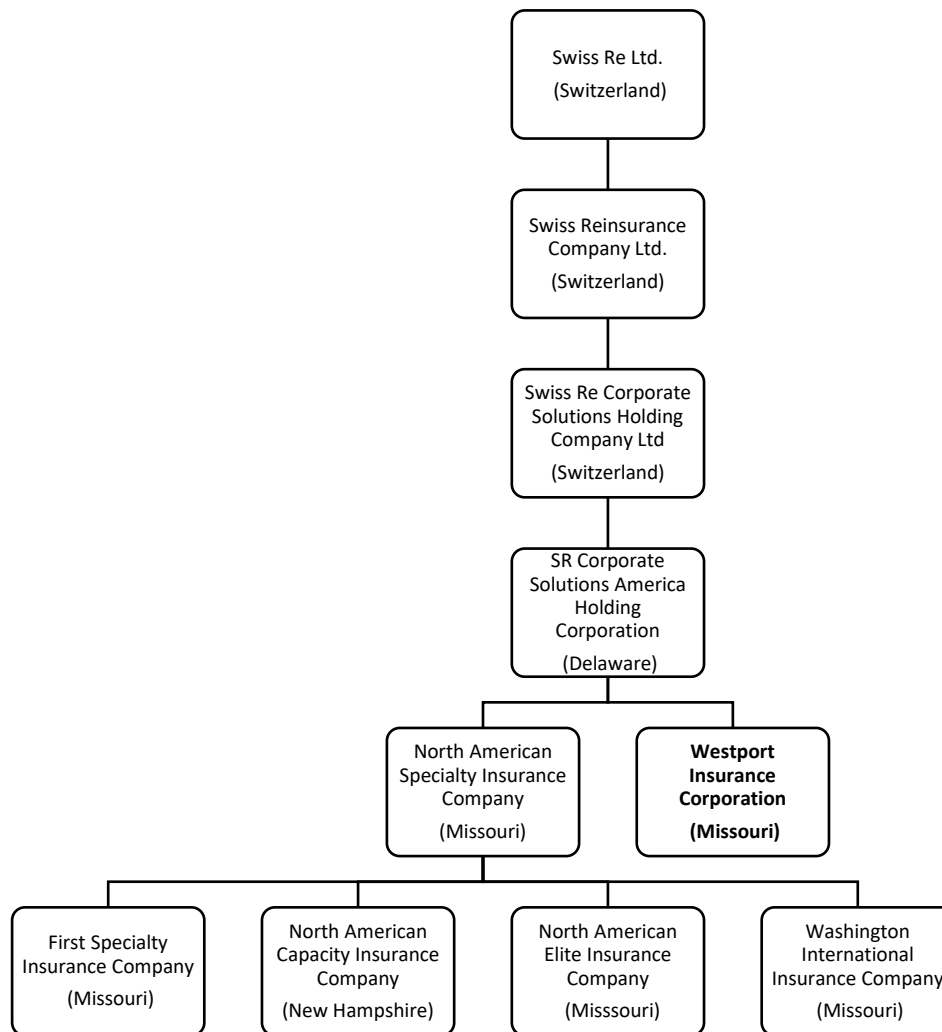 Swiss Re Ltd.
(Switzerland)
Swiss Reinsurance
Company Ltd.
(Switzerland)
Swiss Re Corporate
Solutions Holding
Company Ltd
(Switzerland)
SR Corporate
Solutions America
Holding
Corporation
(Delaware)
North American
Specialty Insurance
Company
(Missouri)
Westport
Insurance
Corporation
(Missouri)
First Specialty
Insurance Company
(Missouri)
North American
Capacity Insurance
Company
(New Hampshire)
North American
Elite Insurance
Company
(Misssouri)
Washington
International
Insurance Company
(Missouri)